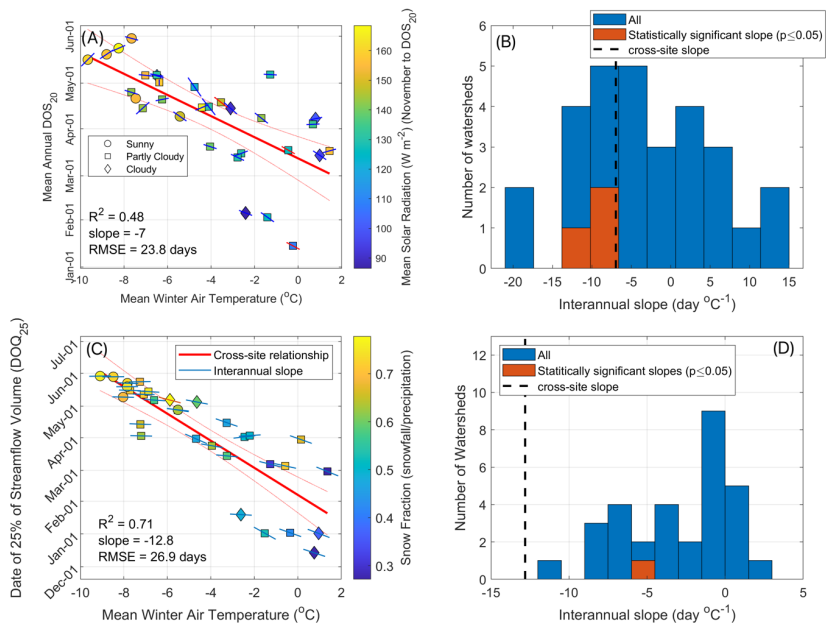 (A)
Jun-01
May-01
Apr-01
Mar-01
Feb-01
Jan-01
Mean Annual DOS20
Sunny
Partly Cloudy
Cloudy
R2 = 0.48
slope = -7
RMSE = 23.8 days
-10 -8 -6 -4 -2 0 2
Mean Winter Air Temperature (oC)
160
150
140
130
120
110
100
90
Mean Solar Radiation (W m-2) (November to DOS20)
(B)
All
Statistically significant slope (p≤0.05)
cross-site slope
6
5
4
3
2
1
0
Number of watersheds
-20 -15 -10 -5 0 5 10 15
Interannual slope (day oC-1)
(C)
Cross-site relationship
Interannual slope
Jul-01
Jun-01
May-01
Apr-01
Mar-01
Feb-01
Jan-01
Dec-01
Date of 25% of Streamflow Volume (DOQ25)
R2 = 0.71
slope = -12.8
RMSE = 26.9 days
-10 -8 -6 -4 -2 0 2
Mean Winter Air Temperature (oC)
0.7
0.6
0.5
0.4
0.3
Snow Fraction (snowfall/precipitation)
(D)
All
Statitically significant slopes (p≤0.05)
cross-site slope
12
10
8
6
4
2
0
Number of Watersheds
-15 -10 -5 0 5
Interannual slope (day oC-1)